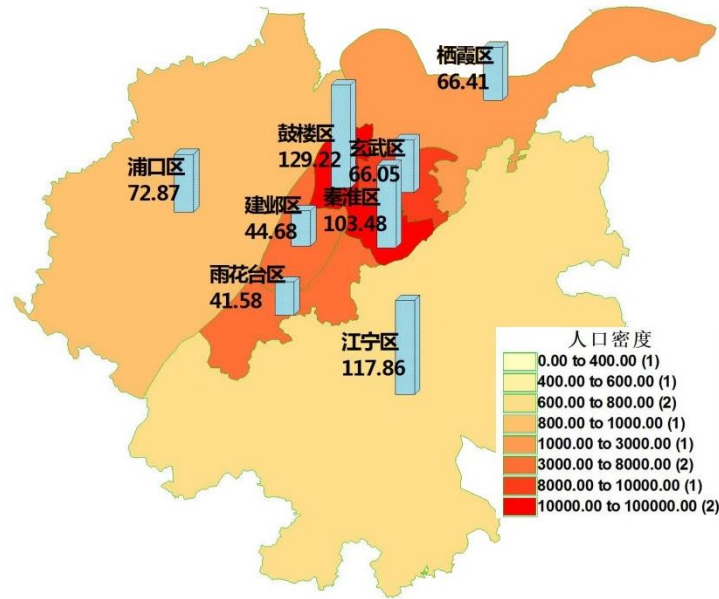 栖霞区
66.41
鼓楼区
129.22
玄武区
66.05
浦口区
72.87
秦淮区
103.48
建邺区
44.68
雨花台区
41.58
江宁区
117.86
人口密度
0.00 to 400.00 (1)
400.00 to 600.00 (1)
600.00 to 800.00 (2)
800.00 to 1000.00 (1)
1000.00 to 3000.00 (1)
3000.00 to 8000.00 (2)
8000.00 to 10000.00 (1)
10000.00 to 100000.00 (2)